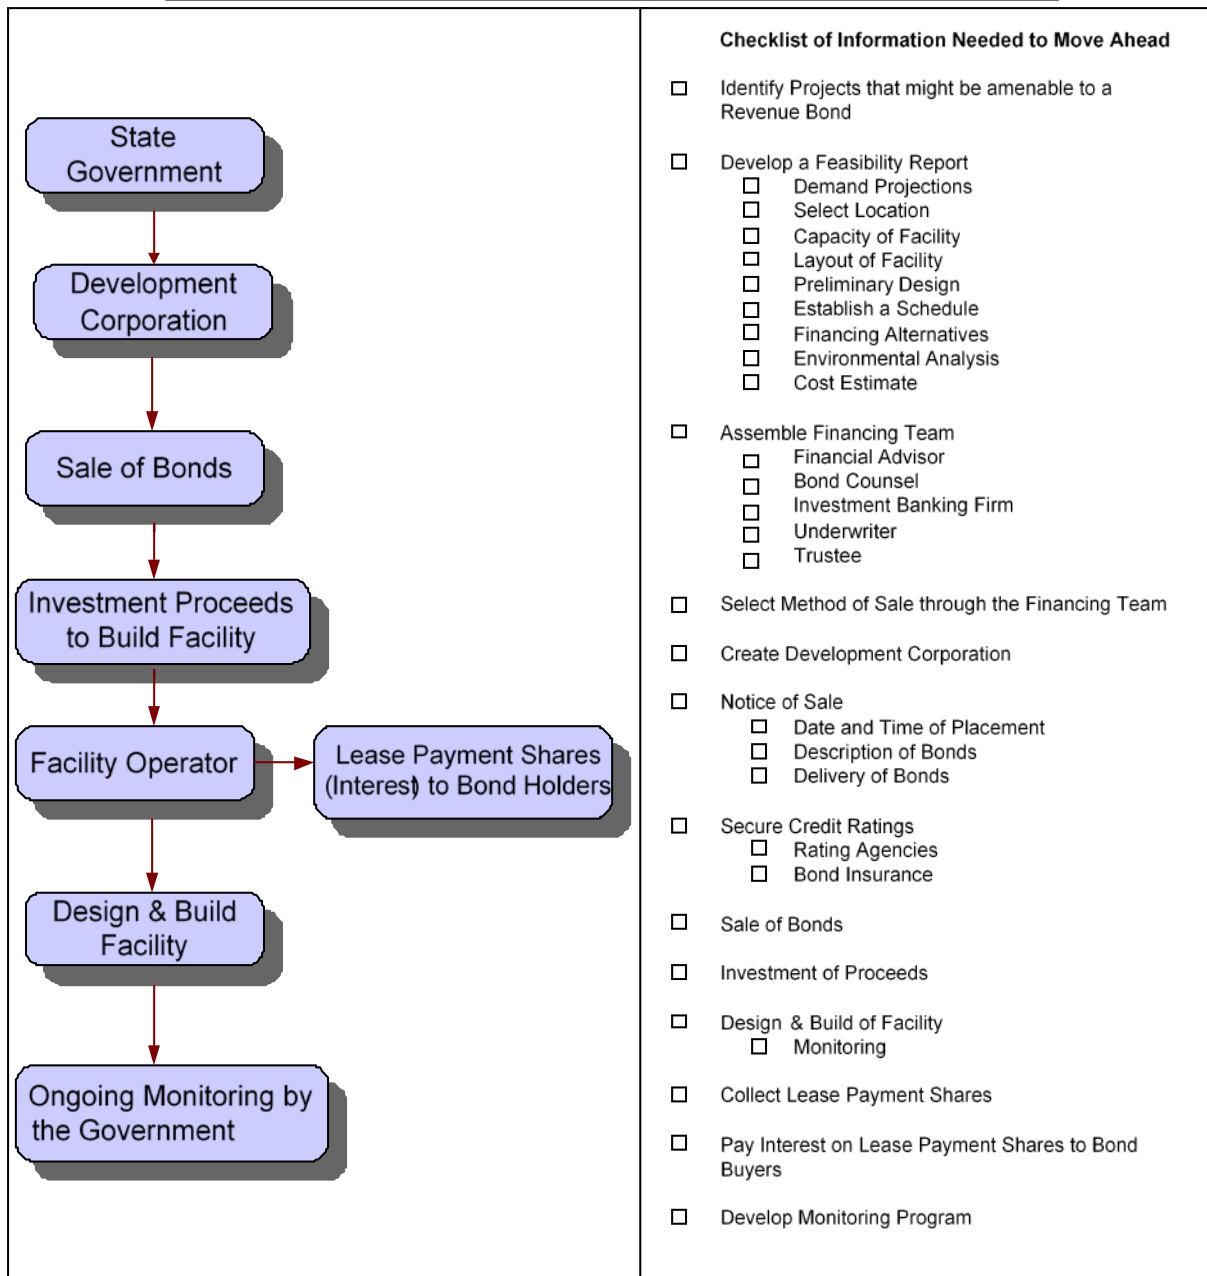 State
Government
Development
Corporation
Sale of Bonds
Investment Proceeds
to Build Facility
Facility Operator
Lease Payment Shares
(Interest) to Bond Holders
Design & Build
Facility
Ongoing Monitoring by
the Government
Checklist of Information Needed to Move Ahead
Identify Projects that might be amenable to a
Revenue Bond
Develop a Feasibility Report
Demand Projections
Select Location
Capacity of Facility
Layout of Facility
Preliminary Design
Establish a Schedule
Financing Alternatives
Environmental Analysis
Cost Estimate
Assemble Financing Team
Financial Advisor
Bond Counsel
Investment Banking Firm
Underwriter
Trustee
Select Method of Sale through the Financing Team
Create Development Corporation
Notice of Sale
Date and Time of Placement
Description of Bonds
Delivery of Bonds
Secure Credit Ratings
Rating Agencies
Bond Insurance
Sale of Bonds
Investment of Proceeds
Design & Build of Facility
Monitoring
Collect Lease Payment Shares
Pay Interest on Lease Payment Shares to Bond
Buyers
Develop Monitoring Program